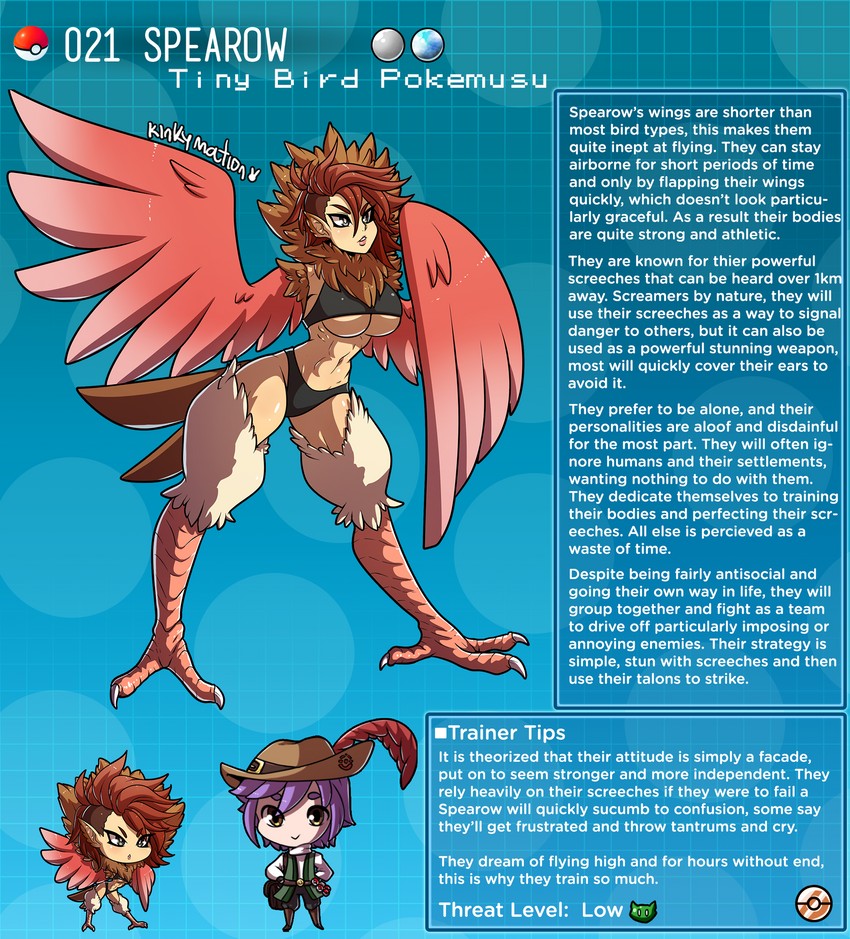 021 SPEAROW
Tiny Bird Pokemusu
kinkymation
Spearow's wings are shorter than
most bird types, this makes them
quite inept at flying. They can stay
airborne for short periods of time
and only by flapping their wings
quickly, which doesn't look particu-
larly graceful. As a result their bodies
are quite strong and athletic.
They are known for thier powerful
screeches that can be heard over 1km
away. Screamers by nature, they will
use their screeches as a way to signal
danger to others, but it can also be
used as a powerful stunning weapon,
most will quickly cover their ears to
avoid it.
They prefer to be alone, and their
personalities are aloof and disdainful
for the most part. They will often ig-
nore humans and their settlements,
wanting nothing to do with them.
They dedicate themselves to training
their bodies and perfecting their scr-
eeches. All else is percieved as a
waste of time.
Despite being fairly antisocial and
going their own way in life, they will
group together and fight as a team
to drive off particularly imposing or
annoying enemies. Their strategy is
simple, stun with screeches and then
use their talons to strike.
Trainer Tips
It is theorized that their attitude is simply a facade,
put on to seem stronger and more independent. They
rely heavily on their screeches if they were to fail a
Spearow will quickly sucumb to confusion, some say
they'll get frustrated and throw tantrums and cry.
They dream of flying high and for hours without end,
this is why they train so much.
Threat Level: Low